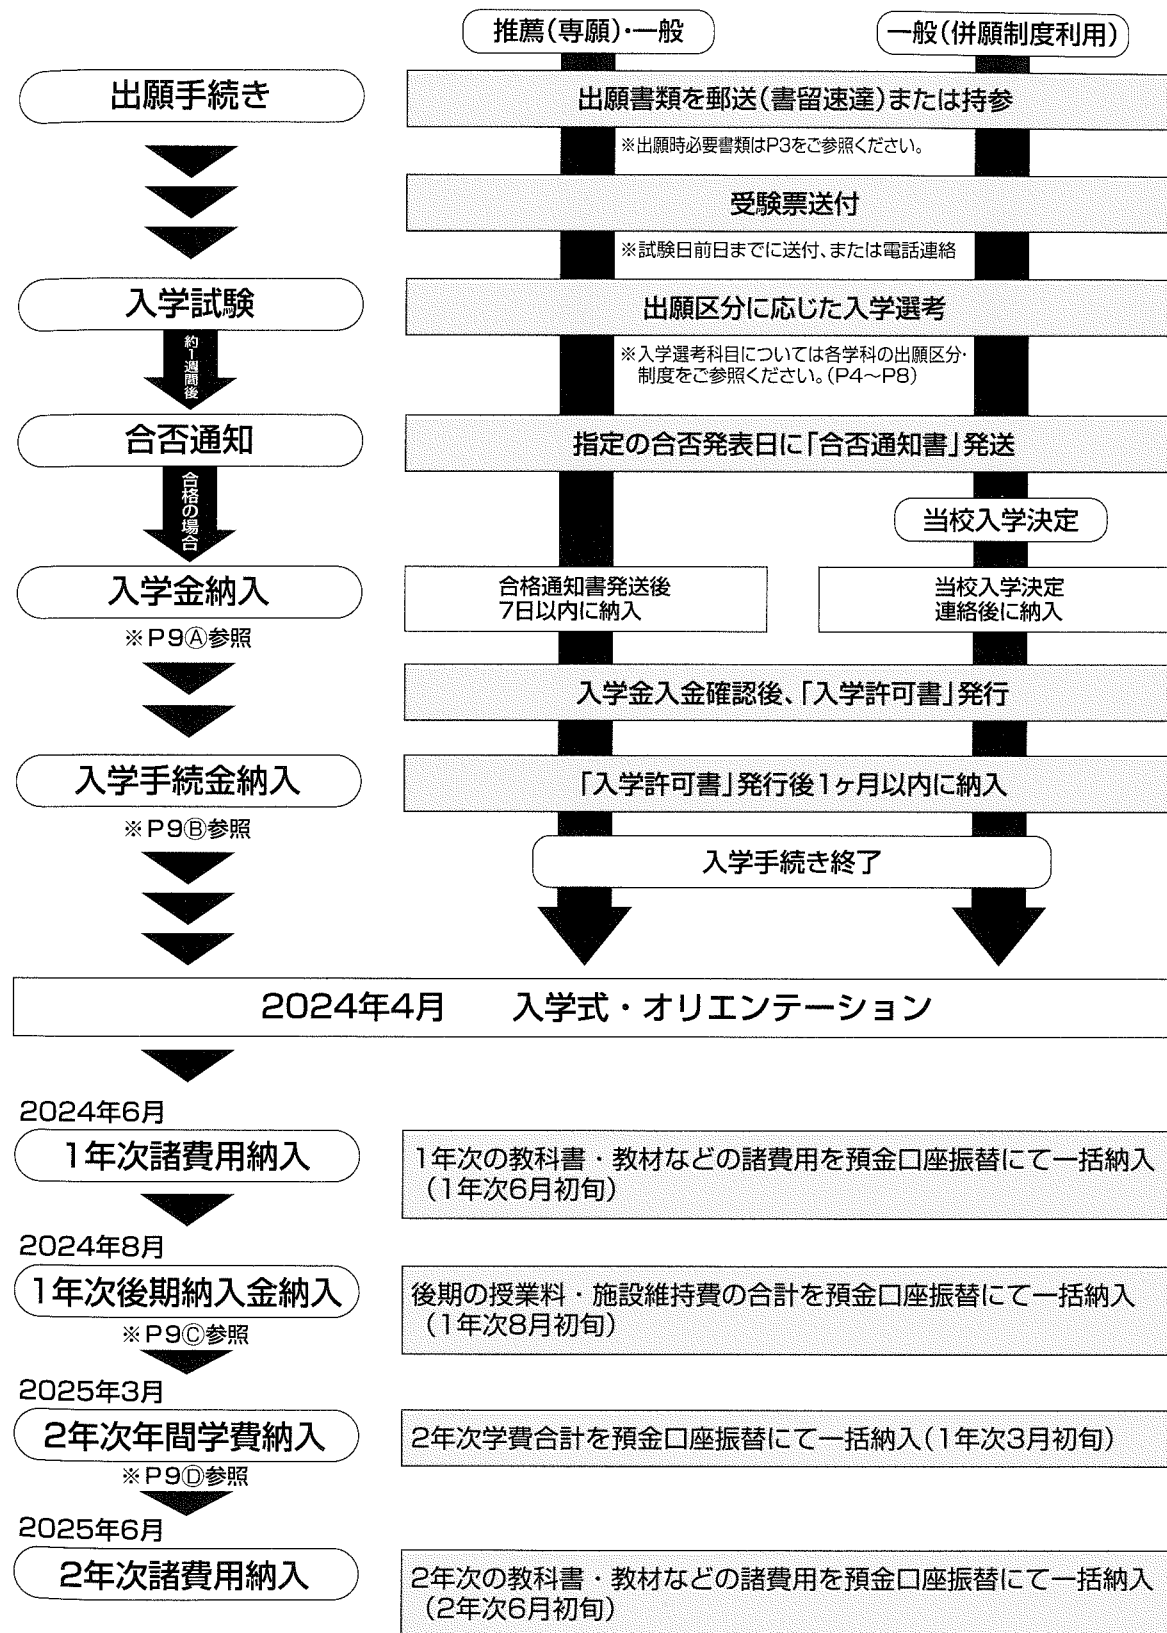 推薦(専願)・一般
一般(併願制度利用)
出願手続き
出願書類を郵送(書留速達)または持参
※出願時必要書類はP3をご参照ください。
受験票送付
※試験日前日までに送付、または電話連絡
入学試験
出願区分に応じた入学選考
約1週間後
※入学選考科目については各学科の出願区分・
制度をご参照ください。(P4～P8)
合否通知
指定の合否発表日に「合否通知書」発送
合格の場合
当校入学決定
入学金納入
※P9Ⓐ参照
合格通知書発送後
7日以内に納入
当校入学決定
連絡後に納入
入学金入金確認後、「入学許可書」発行
入学手続金納入
※P9Ⓑ参照
「入学許可書」発行後1ヶ月以内に納入
入学手続き終了
2024年4月　入学式・オリエンテーション
2024年6月
1年次諸費用納入
1年次の教科書・教材などの諸費用を預金口座振替にて一括納入
(1年次6月初旬)
2024年8月
1年次後期納入金納入
※P9Ⓒ参照
後期の授業料・施設維持費の合計を預金口座振替にて一括納入
(1年次8月初旬)
2025年3月
2年次年間学費納入
※P9Ⓓ参照
2年次学費合計を預金口座振替にて一括納入(1年次3月初旬)
2025年6月
2年次諸費用納入
2年次の教科書・教材などの諸費用を預金口座振替にて一括納入
(2年次6月初旬)